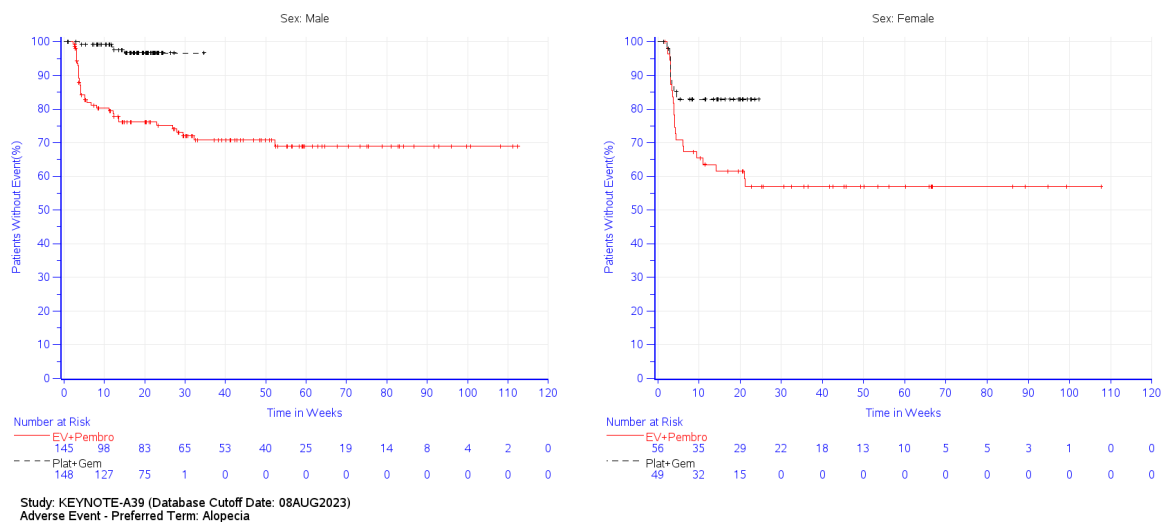 Sex: Male
100
90
80
70
60
50
40
30
20
10
0
Patients Without Event(%)
0 10 20 30 40 50 60 70 80 90 100 110 120
Time in Weeks
Number at Risk
EV+Pembro
145 98 83 65 53 40 25 19 14 8 4 2 0
Plat+Gem
148 127 75 1 0 0 0 0 0 0 0 0 0
Sex: Female
100
90
80
70
60
50
40
30
20
10
0
Patients Without Event(%)
0 10 20 30 40 50 60 70 80 90 100 110 120
Time in Weeks
Number at Risk
EV+Pembro
56 35 29 22 18 13 10 5 5 3 1 0 0
Plat+Gem
49 32 15 0 0 0 0 0 0 0 0 0 0
Study: KEYNOTE-A39 (Database Cutoff Date: 08AUG2023)
Adverse Event - Preferred Term: Alopecia